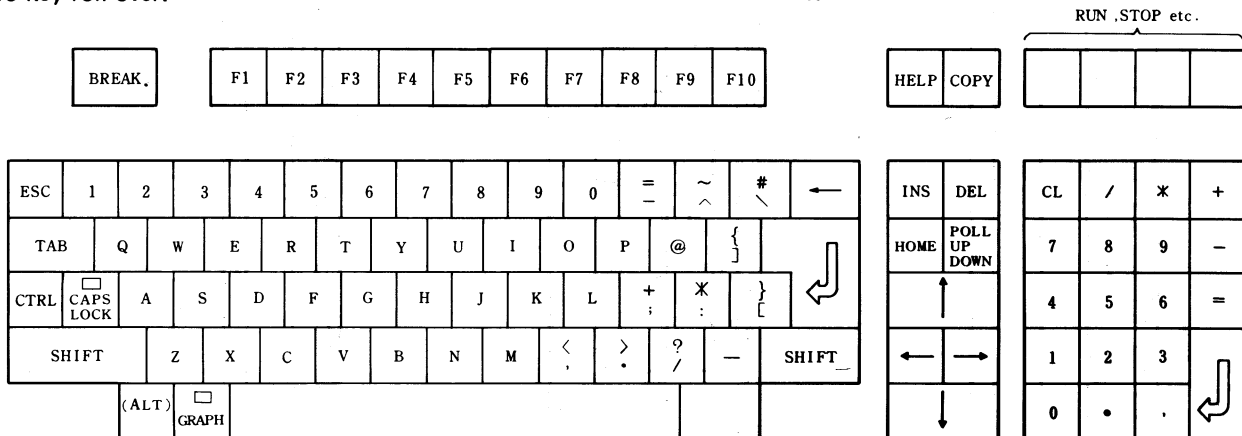 RUN ,STOP etc.
BREAK. F1 F2 F3 F4 F5 F6 F7 F8 F9 F10 HELP COPY
ESC 1 2 3 4 5 6 7 8 9 0 = - ~ ^ # \ ← INS DEL CL / * +
TAB Q W E R T Y U I O P @ { ] HOME POLL UP DOWN 7 8 9 -
CTRL CAPS LOCK A S D F G H J K L + ; * : } [ ↑ 4 5 6 =
SHIFT Z X C V B N M < , > . ? / — SHIFT ← → 1 2 3
(ALT) GRAPH ↓ 0 . ,